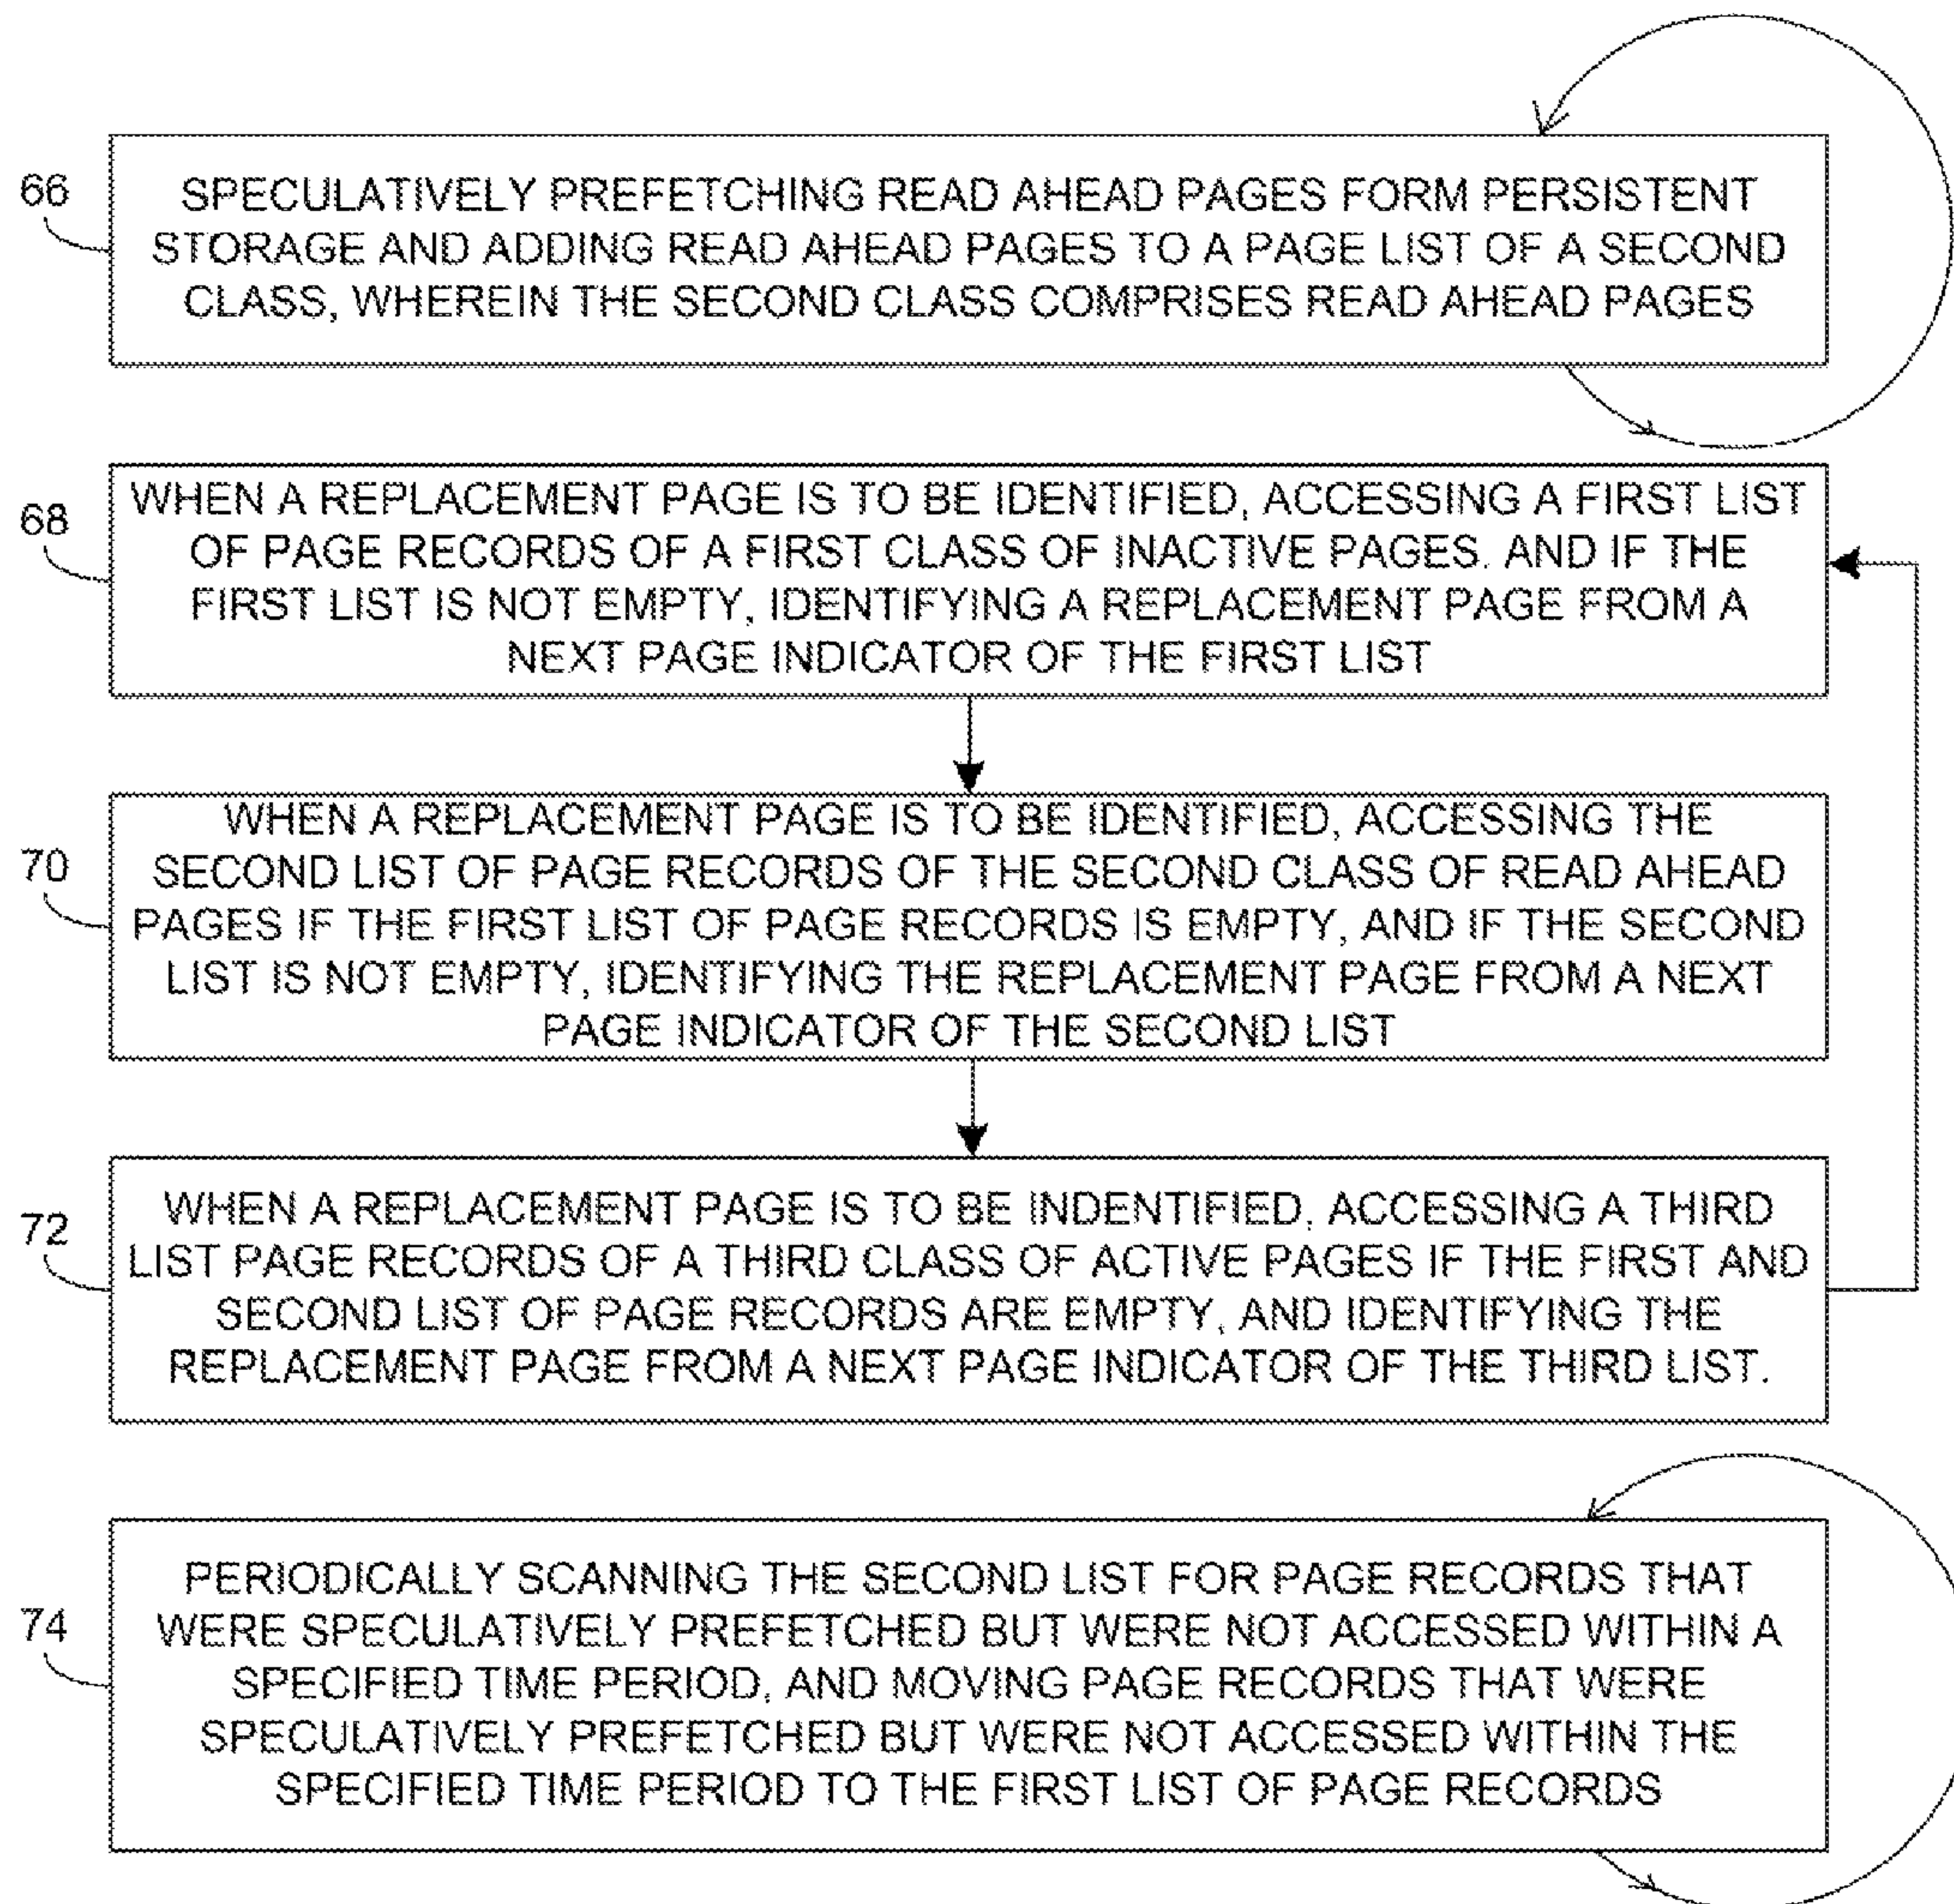 66
SPECULATIVELY PREFETCHING READ AHEAD PAGES FORM PERSISTENT
STORAGE AND ADDING READ AHEAD PAGES TO A PAGE LIST OF A SECOND
CLASS, WHEREIN THE SECOND CLASS COMPRISES READ AHEAD PAGES
68
WHEN A REPLACEMENT PAGE IS TO BE IDENTIFIED, ACCESSING A FIRST LIST
OF PAGE RECORDS OF A FIRST CLASS OF INACTIVE PAGES. AND IF THE
FIRST LIST IS NOT EMPTY, IDENTIFYING A REPLACEMENT PAGE FROM A
NEXT PAGE INDICATOR OF THE FIRST LIST
70
WHEN A REPLACEMENT PAGE IS TO BE IDENTIFIED, ACCESSING THE
SECOND LIST OF PAGE RECORDS OF THE SECOND CLASS OF READ AHEAD
PAGES IF THE FIRST LIST OF PAGE RECORDS IS EMPTY, AND IF THE SECOND
LIST IS NOT EMPTY, IDENTIFYING THE REPLACEMENT PAGE FROM A NEXT
PAGE INDICATOR OF THE SECOND LIST
72
WHEN A REPLACEMENT PAGE IS TO BE INDENTIFIED, ACCESSING A THIRD
LIST PAGE RECORDS OF A THIRD CLASS OF ACTIVE PAGES IF THE FIRST AND
SECOND LIST OF PAGE RECORDS ARE EMPTY, AND IDENTIFYING THE
REPLACEMENT PAGE FROM A NEXT PAGE INDICATOR OF THE THIRD LIST.
74
PERIODICALLY SCANNING THE SECOND LIST FOR PAGE RECORDS THAT
WERE SPECULATIVELY PREFETCHED BUT WERE NOT ACCESSED WITHIN A
SPECIFIED TIME PERIOD, AND MOVING PAGE RECORDS THAT WERE
SPECULATIVELY PREFETCHED BUT WERE NOT ACCESSED WITHIN THE
SPECIFIED TIME PERIOD TO THE FIRST LIST OF PAGE RECORDS